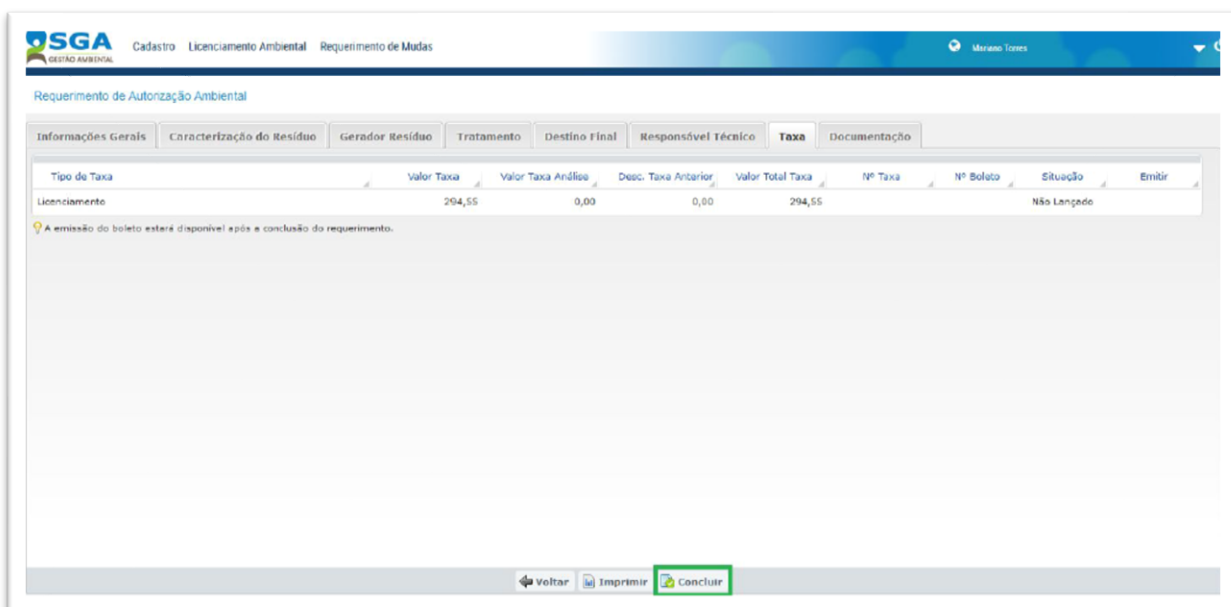 SGA
GESTÃO AMBIENTAL
Cadastro Licenciamento Ambiental Requerimento de Mudas
Mariano Torres
Requerimento de Autorização Ambiental
Informações Gerais Caracterização do Resíduo Gerador Resíduo Tratamento Destino Final Responsável Técnico Taxa Documentação
Tipo de Taxa Valor Taxa Valor Taxa Análise Desc. Taxa Anterior Valor Total Taxa Nº Taxa Nº Boleto Situação Emitir
Licenciamento 294,55 0,00 0,00 294,55 Não Lançado
A emissão do boleto estará disponível após a conclusão do requerimento.
Voltar Imprimir Concluir